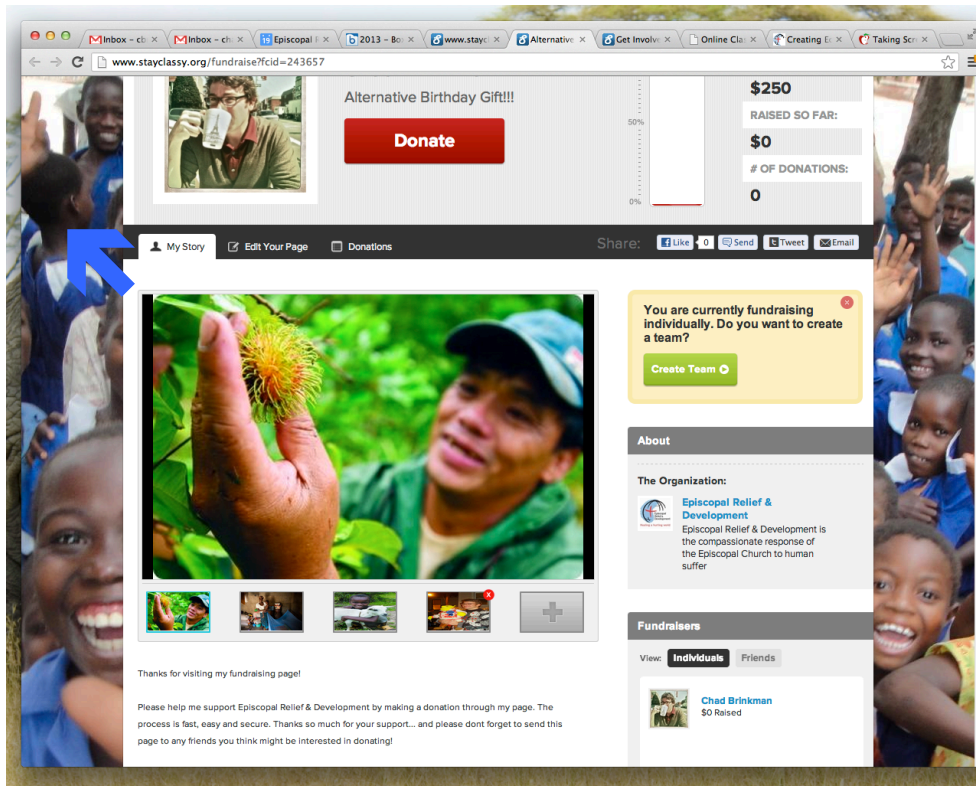 Inbox – cb
Inbox – ch
Episcopal
2013 – Bo
www.stayc
Alternative
Get Involve
Online Clas
Creating E
Taking Scr
www.stayclassy.org/fundraise?fcid=243657
Alternative Birthday Gift!!!
Donate
50%
0%
$250
RAISED SO FAR:
$0
# OF DONATIONS:
0
My Story
Edit Your Page
Donations
Share:
Like
0
Send
Tweet
Email
You are currently fundraising
individually. Do you want to create
a team?
Create Team
About
The Organization:
Episcopal Relief &
Development
Episcopal Relief & Development is
the compassionate response of
the Episcopal Church to human
suffer
Fundraisers
View:
Individuals
Friends
Chad Brinkman
$0 Raised
Thanks for visiting my fundraising page!
Please help me support Episcopal Relief & Development by making a donation through my page. The
process is fast, easy and secure. Thanks so much for your support... and please dont forget to send this
page to any friends you think might be interested in donating!